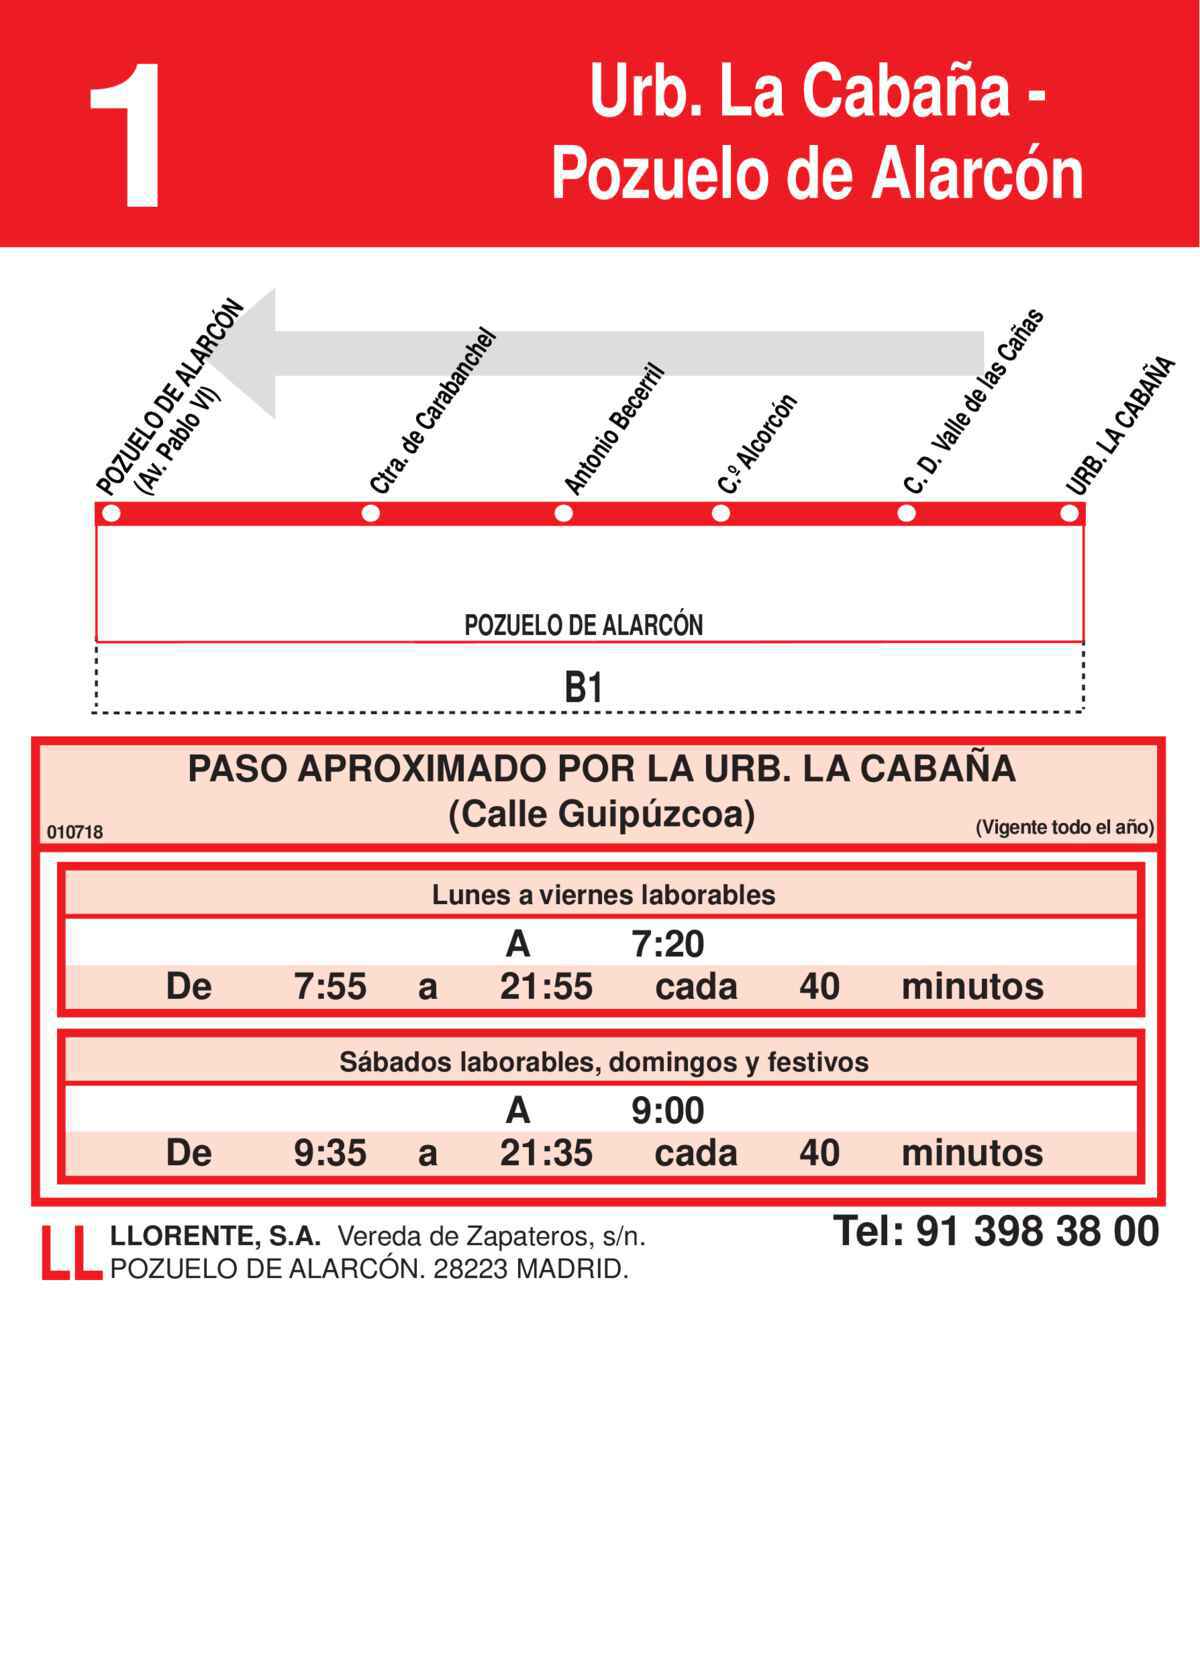 1
Urb. La Cabaña -
Pozuelo de Alarcón
POZUELO DE ALARCÓN
(Av. Pablo VI)
Ctra. de Carabanchel
Antonio Becerril
C.º Alcorcón
C. D. Valle de las Cañas
URB. LA CABAÑA
POZUELO DE ALARCÓN
B1
PASO APROXIMADO POR LA URB. LA CABAÑA
(Calle Guipúzcoa)
010718
(Vigente todo el año)
Lunes a viernes laborables
A 7:20
De 7:55 a 21:55 cada 40 minutos
Sábados laborables, domingos y festivos
A 9:00
De 9:35 a 21:35 cada 40 minutos
LL
LLORENTE, S.A. Vereda de Zapateros, s/n.
POZUELO DE ALARCÓN. 28223 MADRID.
Tel: 91 398 38 00